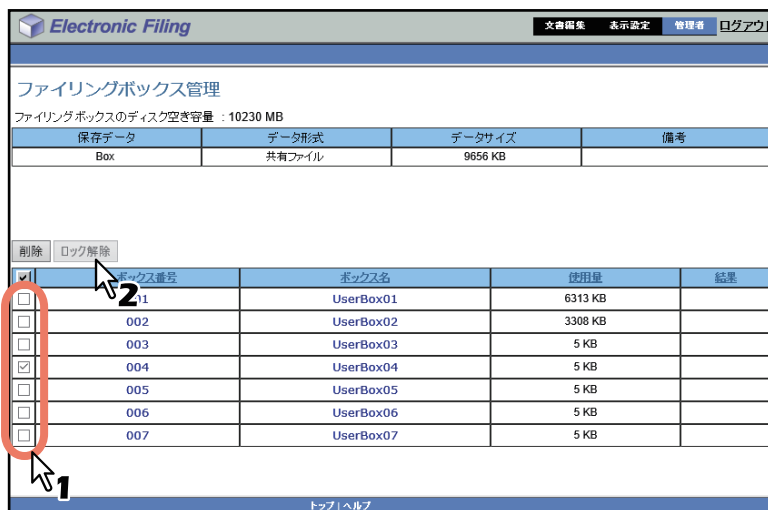 Electronic Filing 文書編集 表示設定 管理者 ログアウト
ファイリングボックス管理
ファイリングボックスのディスク空き容量 : 10230 MB
保存データ データ形式 データサイズ 備考
Box 共有ファイル 9656 KB
削除 ロック解除
ボックス番号 ボックス名 使用量 結果
2
01 UserBox01 6313 KB
002 UserBox02 3308 KB
003 UserBox03 5 KB
004 UserBox04 5 KB
005 UserBox05 5 KB
006 UserBox06 5 KB
007 UserBox07 5 KB
1
トップ | ヘルプ